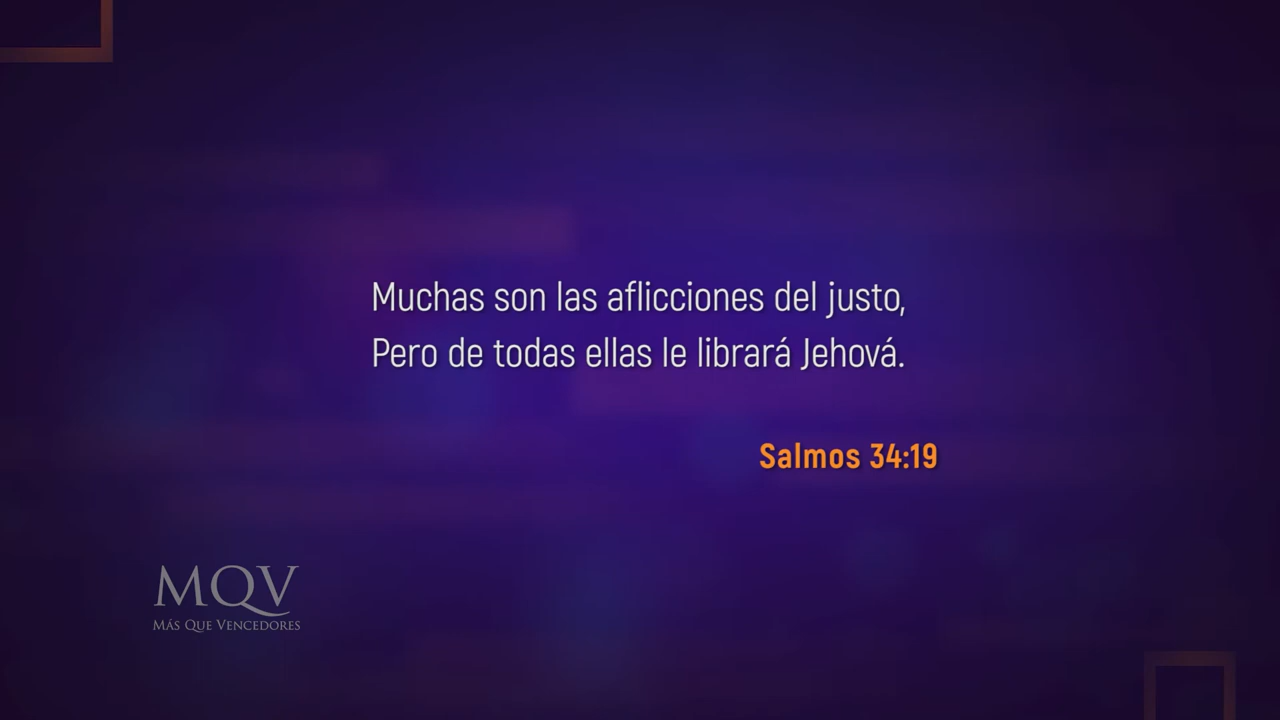 Muchas son las aflicciones del justo,
Pero de todas ellas le librará Jehová.
Salmos 34:19
MQV
MÁS QUE VENCEDORES